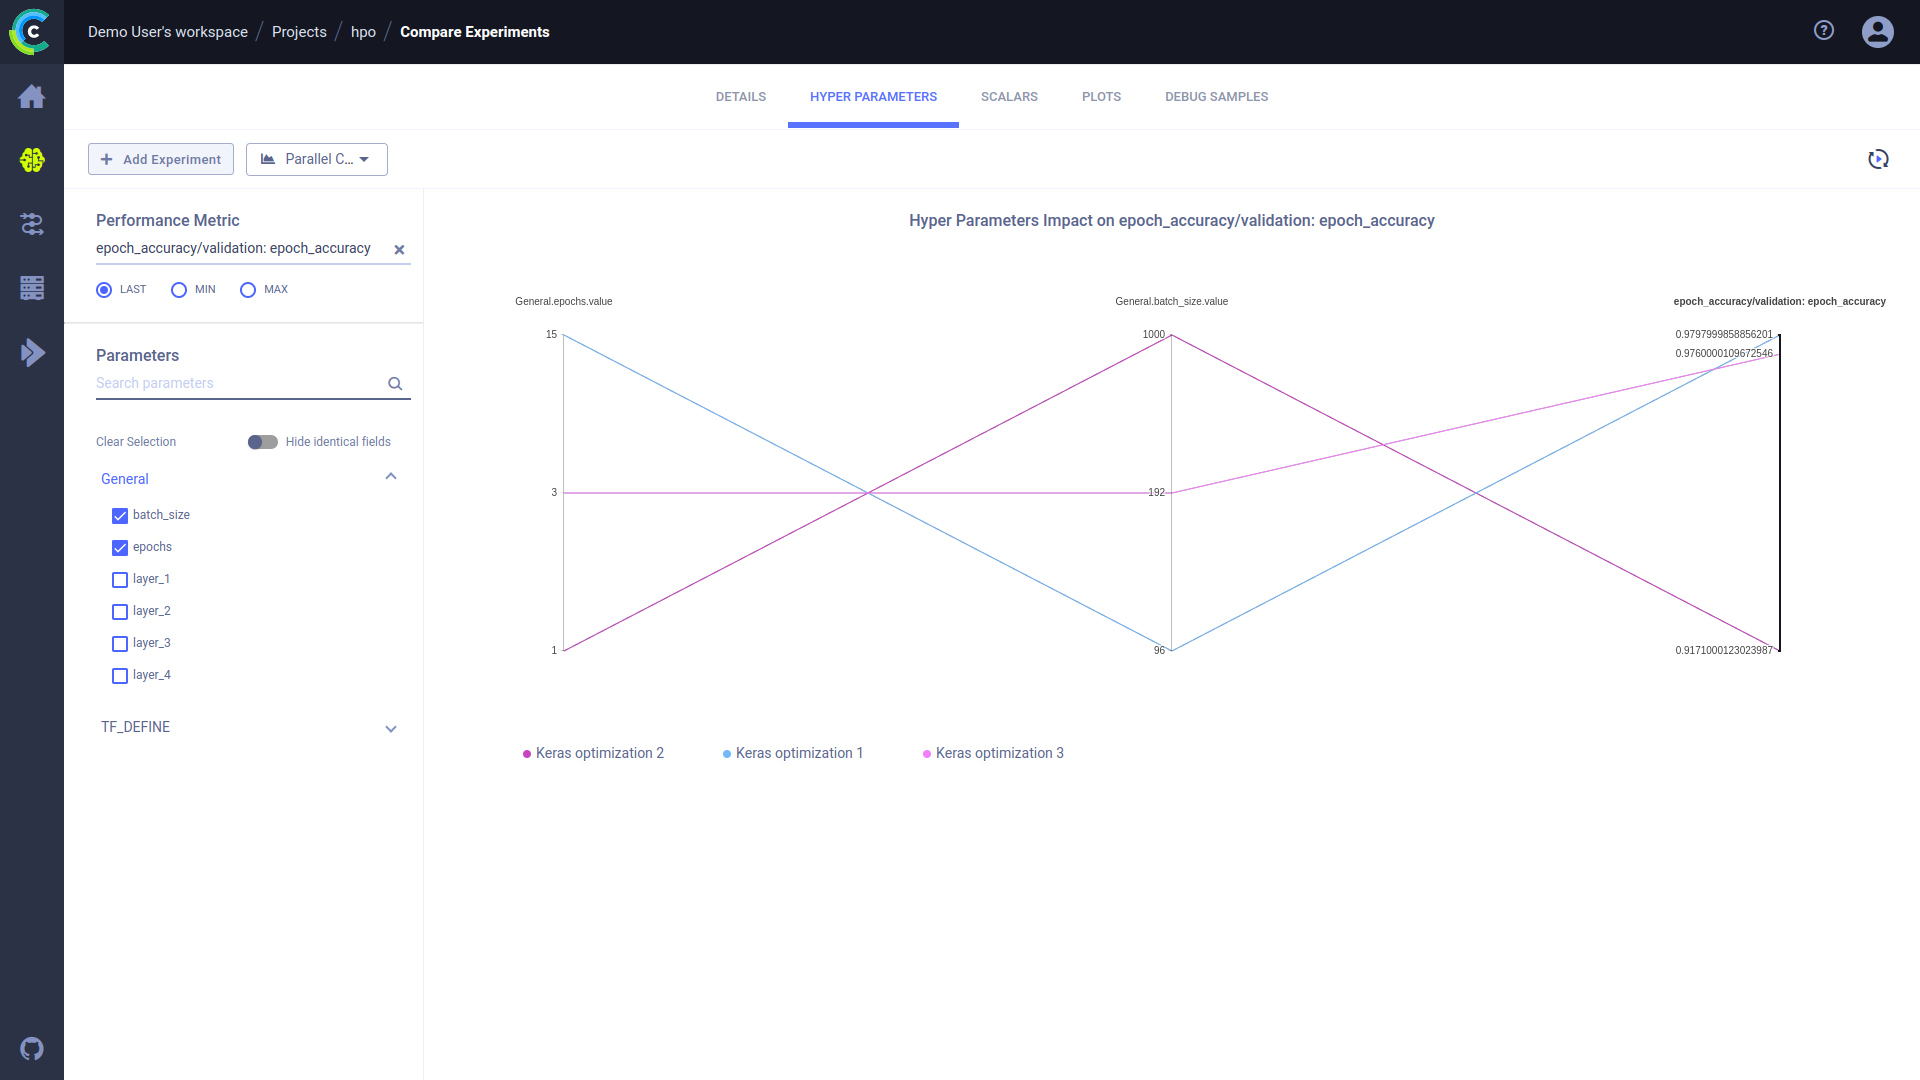 Demo User's workspace / Projects / hpo / Compare Experiments
DETAILS HYPER PARAMETERS SCALARS PLOTS DEBUG SAMPLES
+ Add Experiment Parallel C...
Performance Metric
epoch_accuracy/validation: epoch_accuracy
LAST MIN MAX
Parameters
Search parameters
Clear Selection Hide identical fields
General
batch_size
epochs
layer_1
layer_2
layer_3
layer_4
TF_DEFINE
Hyper Parameters Impact on epoch_accuracy/validation: epoch_accuracy
General.epochs.value General.batch_size.value epoch_accuracy/validation: epoch_accuracy
15 1000 0.9797999858856201
0.9760000109672546
3 192
1 96 0.9171000123023987
Keras optimization 2 Keras optimization 1 Keras optimization 3